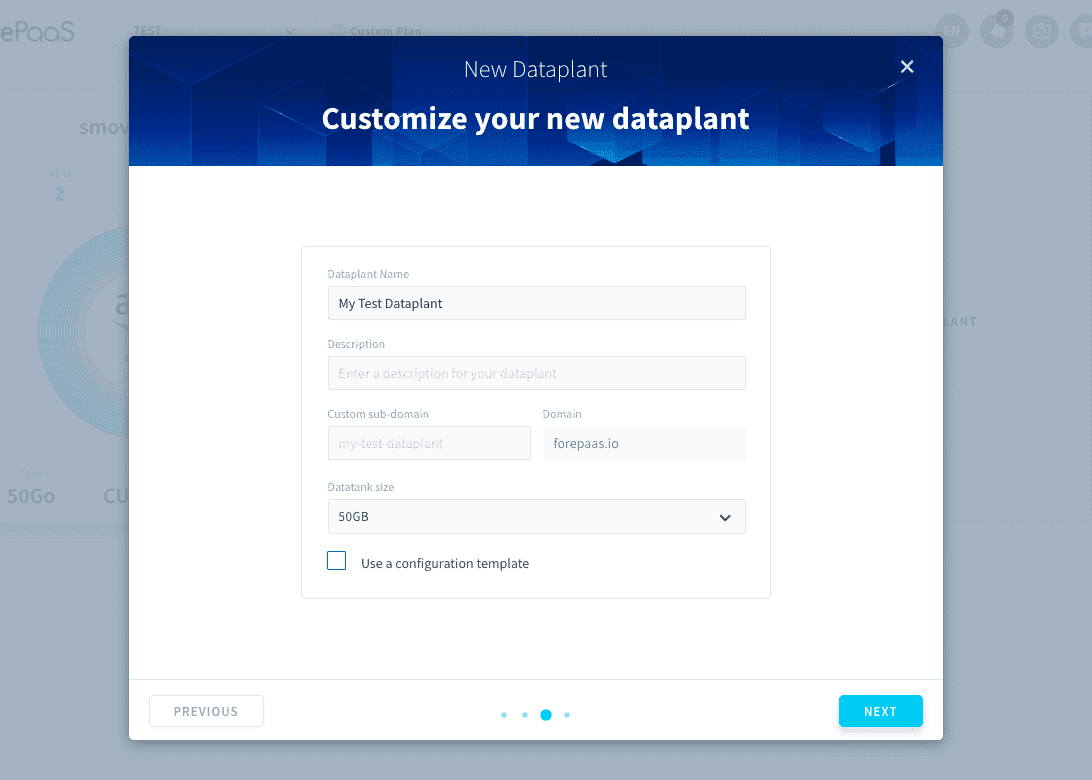 ePaaS
TEST
Custom Plan
EN
0
New Dataplant
Customize your new dataplant
smov
FPU
2
Dataplant Name
My Test Dataplant
Description
Enter a description for your dataplant
LANT
Custom sub-domain Domain
my-test-dataplant forepaas.io
Datatank size
50Go CU
50GB
Use a configuration template
PREVIOUS
NEXT